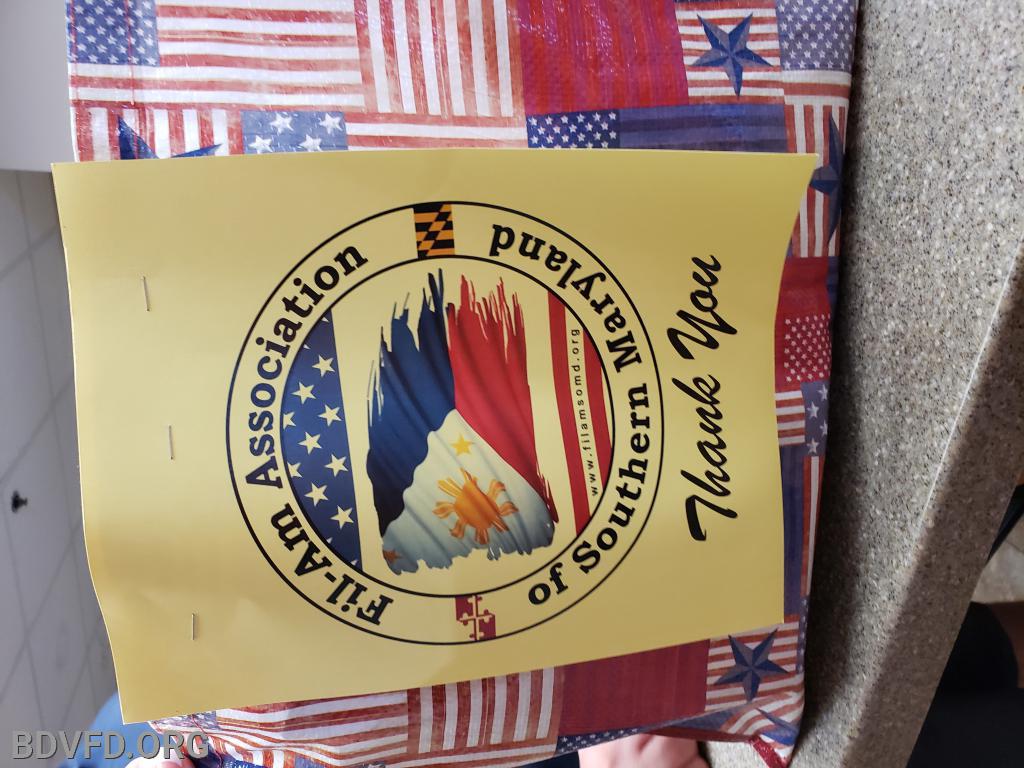 Fil-Am Association
of Southern Maryland
www.filamsomd.org
Thank You
BDVFD.ORG